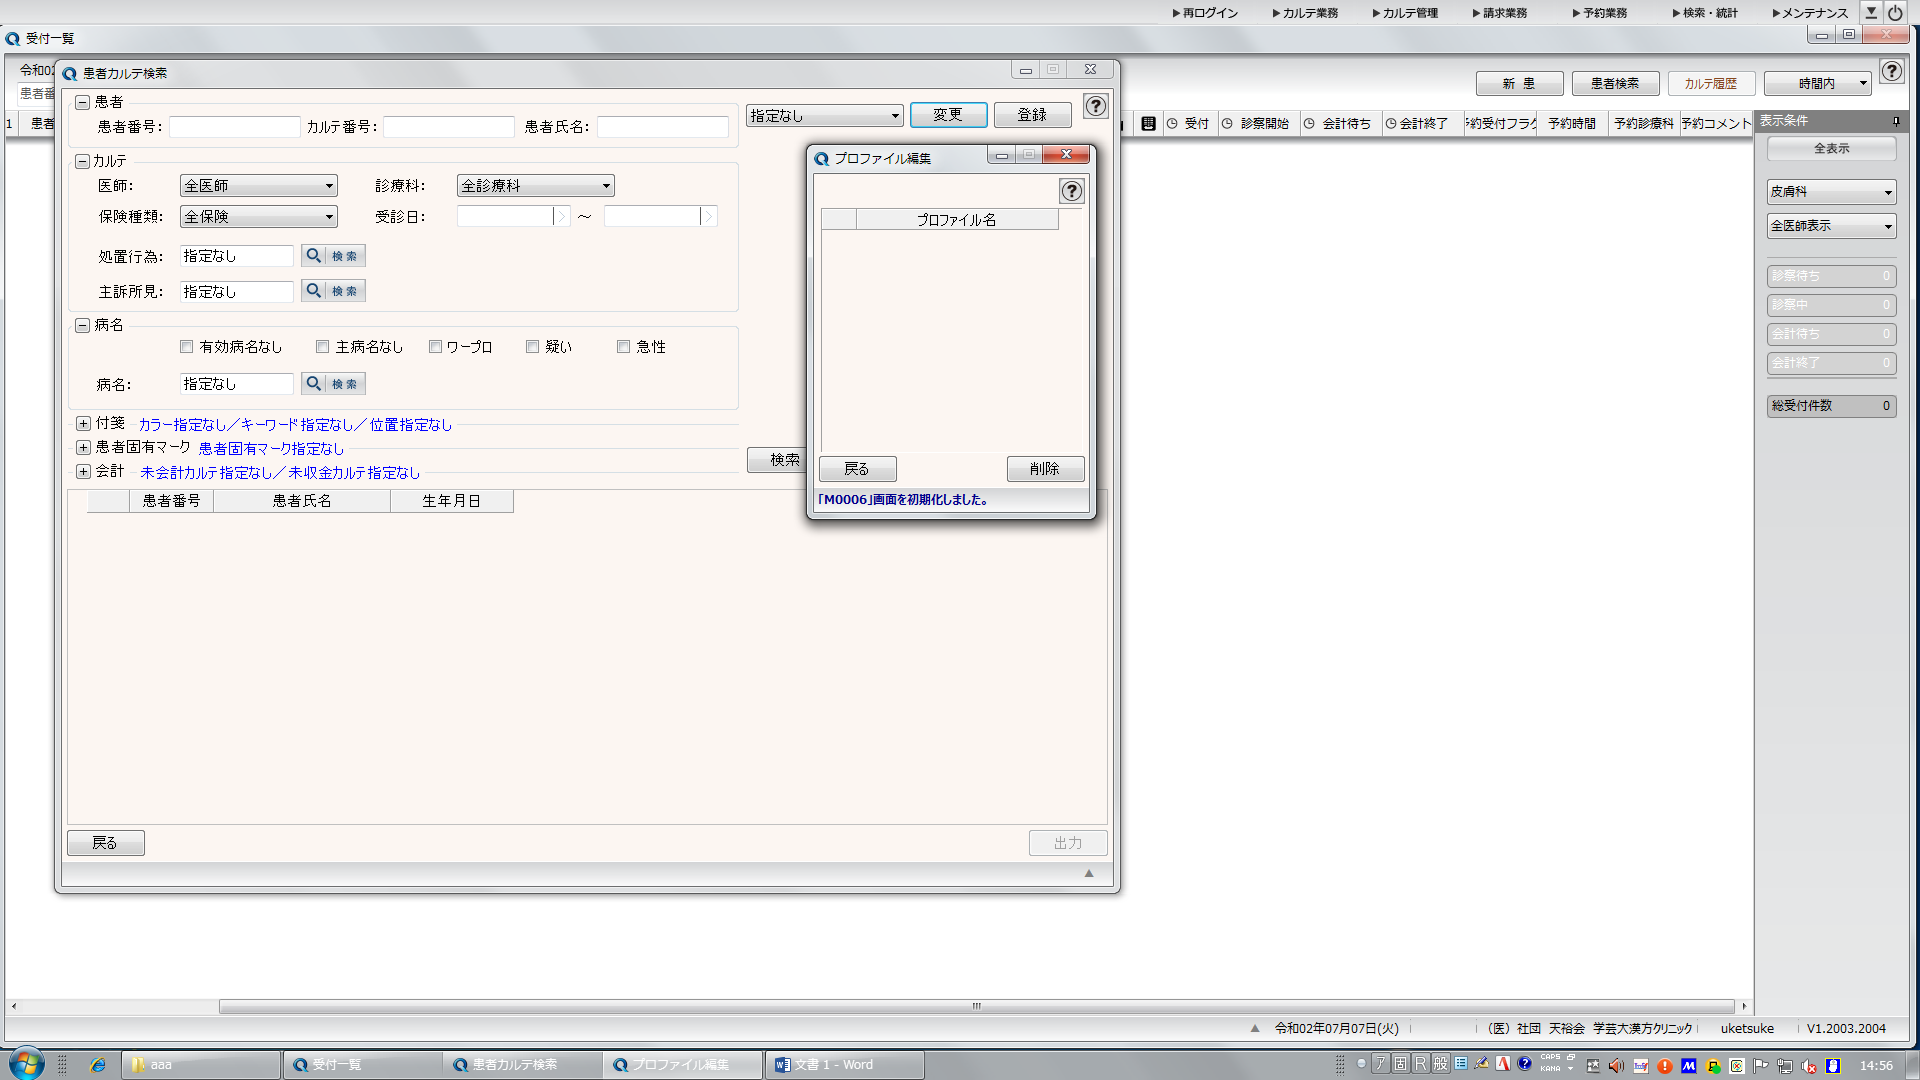 ▶再ログイン ▶カルテ業務 ▶カルテ管理 ▶請求業務 ▶予約業務 ▶検索・統計 ▶メンテナンス
受付一覧
令和02
患者番
新 患 患者検索 カルテ履歴 時間内
1 患者
受付 診察開始 会計待ち 会計終了 予約受付フラグ 予約時間 予約診療科 予約コメント
患者カルテ検索
患者
患者番号: カルテ番号: 患者氏名:
指定なし 変更 登録
カルテ
医師: 全医師 診療科: 全診療科
保険種類: 全保険 受診日: ～
処置行為: 指定なし 検索
主訴所見: 指定なし 検索
病名
有効病名なし 主病名なし ワープロ 疑い 急性
病名: 指定なし 検索
付箋 カラー指定なし／キーワード指定なし／位置指定なし
患者固有マーク 患者固有マーク指定なし
会計 未会計カルテ指定なし／未収金カルテ指定なし
検索
患者番号 患者氏名 生年月日
戻る 出力
プロファイル編集
プロファイル名
戻る 削除
「M0006」画面を初期化しました。
表示条件
全表示
皮膚科
全医師表示
診察待ち 0
診察中 0
会計待ち 0
会計終了 0
総受付件数 0
令和02年07月07日(火) （医）社団 天裕会 学芸大漢方クリニック uketsuke V1.2003.2004
aaa 受付一覧 患者カルテ検索 プロファイル編集 文書 1 - Word
ア 固 R 般 CAPS KANA 14:56